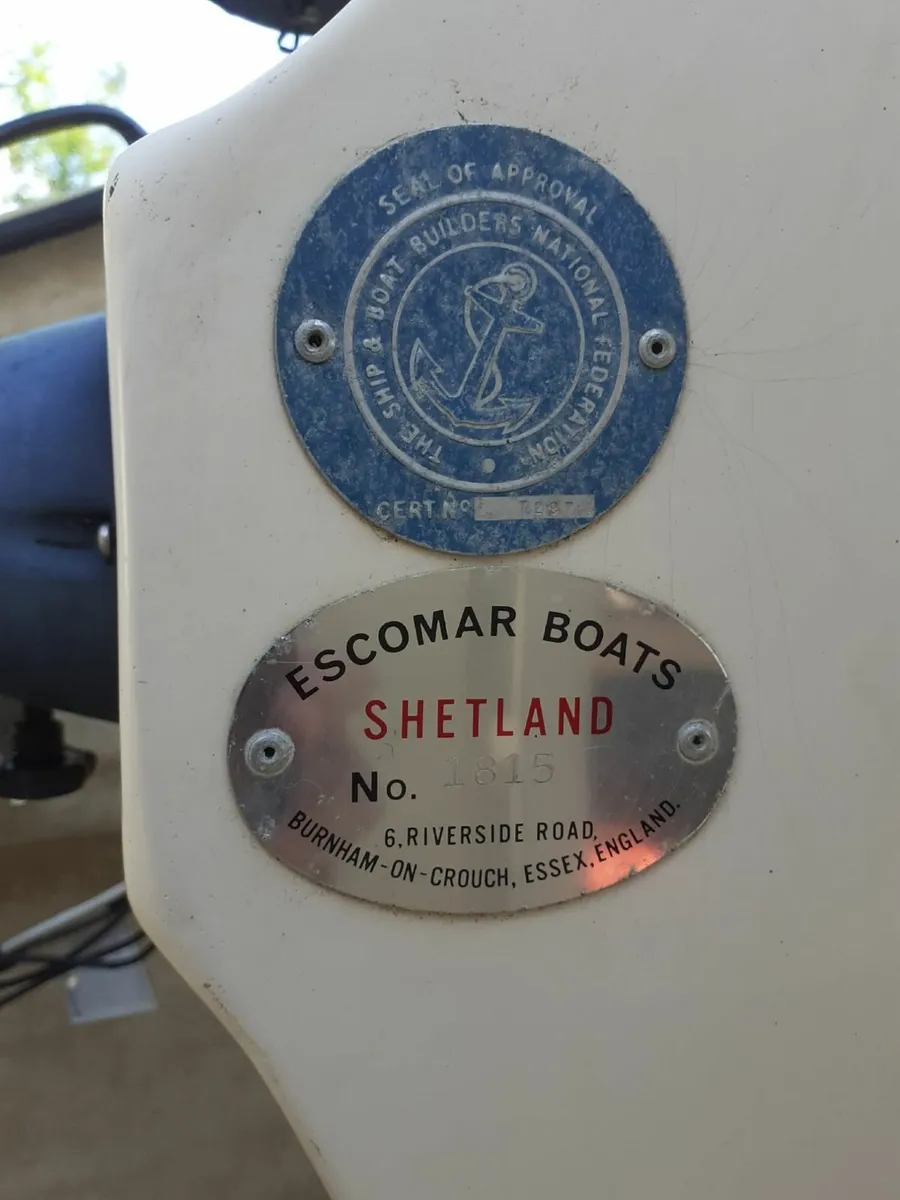 SEAL OF APPROVAL
THE SHIP & BOAT BUILDERS NATIONAL FEDERATION
CERT. Nº
ESCOMAR BOATS
SHETLAND
No. 1815
6, RIVERSIDE ROAD,
BURNHAM-ON-CROUCH, ESSEX, ENGLAND.